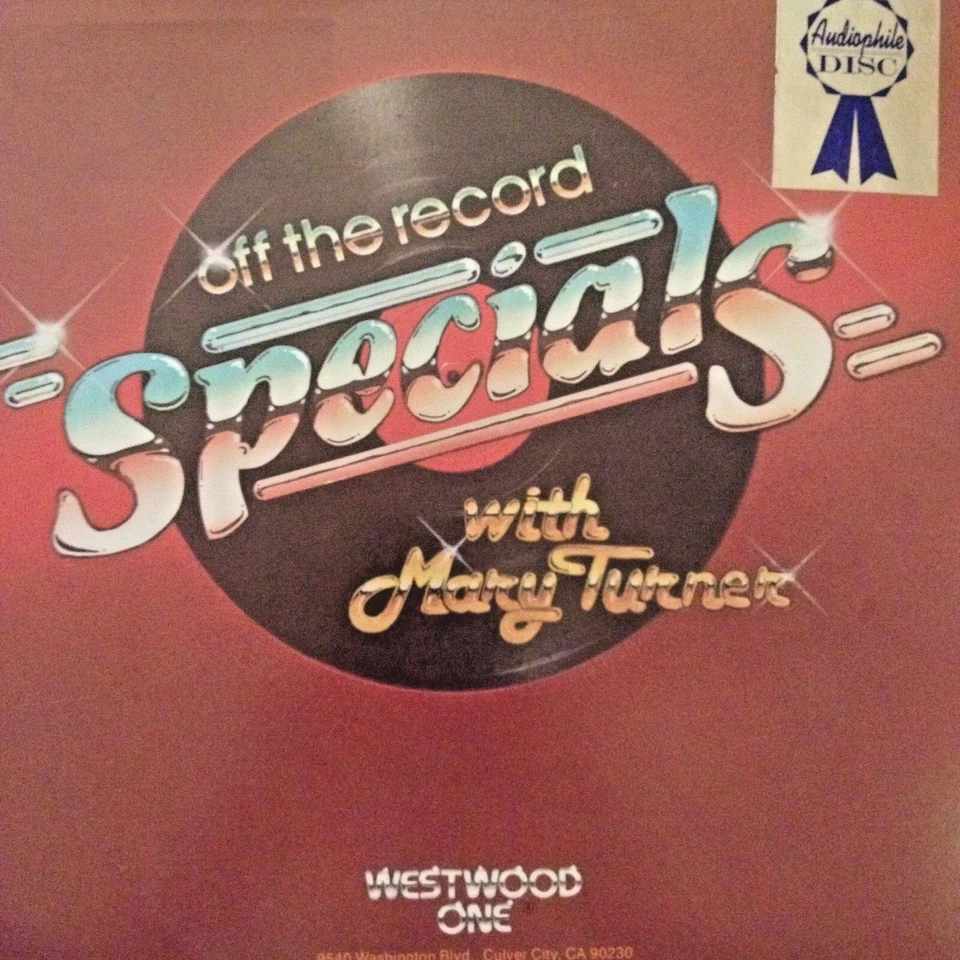 Audiophile
DISC
off the record
Specials
with
Mary Turner
WESTWOOD
ONE
9540 Washington Blvd., Culver City, CA 90230